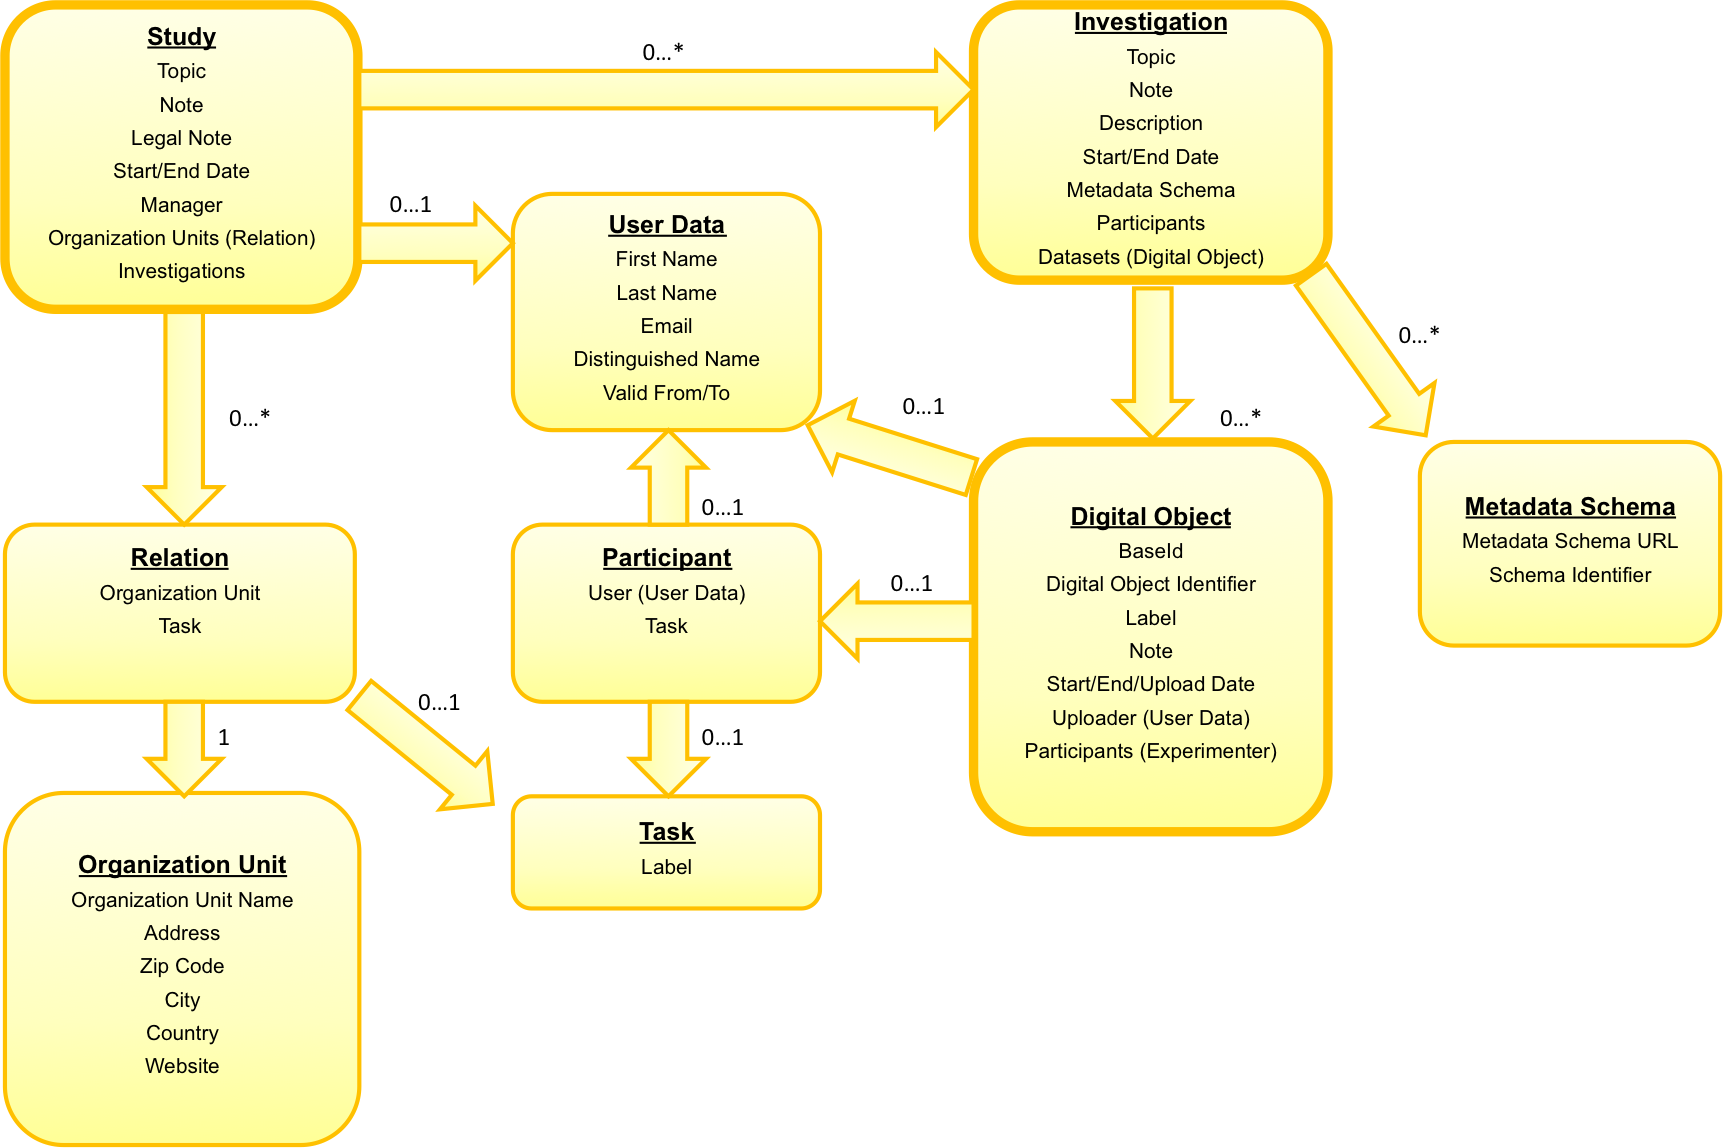 Study
Topic
Note
Legal Note
Start/End Date
Manager
Organization Units (Relation)
Investigations
0...*
Investigation
Topic
Note
Description
Start/End Date
Metadata Schema
Participants
Datasets (Digital Object)
0...1
User Data
First Name
Last Name
Email
Distinguished Name
Valid From/To
0...*
0...*
0...*
0...1
Relation
Organization Unit
Task
0...1
Participant
User (User Data)
Task
0...1
Digital Object
BaseId
Digital Object Identifier
Label
Note
Start/End/Upload Date
Uploader (User Data)
Participants (Experimenter)
Metadata Schema
Metadata Schema URL
Schema Identifier
1
0...1
0...1
Organization Unit
Organization Unit Name
Address
Zip Code
City
Country
Website
Task
Label